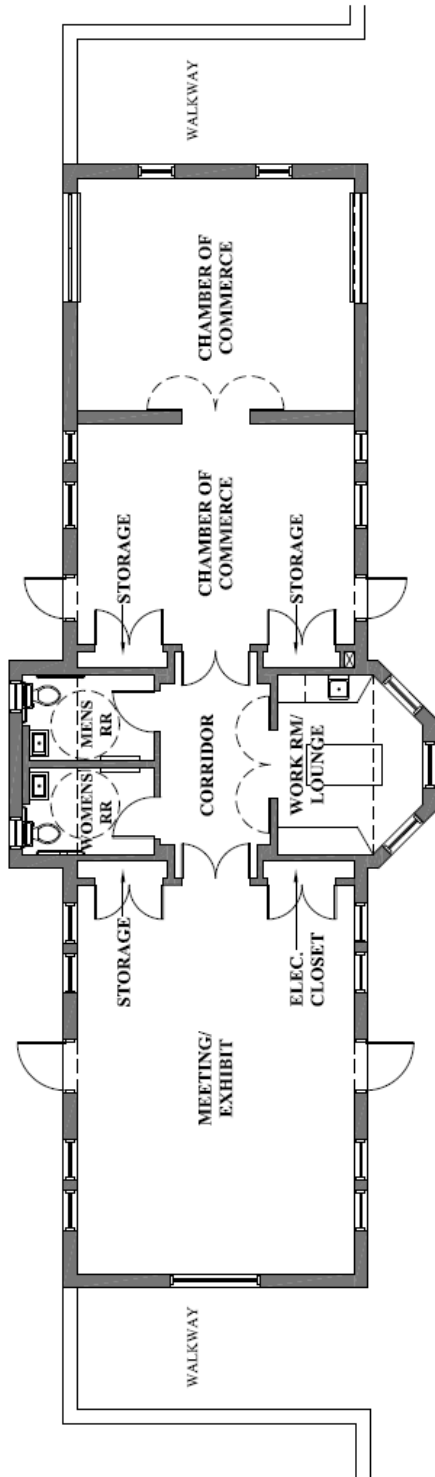 WALKWAY
CHAMBER OF
COMMERCE
CHAMBER OF
COMMERCE
STORAGE
STORAGE
MENS
RR
WOMENS
RR
CORRIDOR
WORK RM/
LOUNGE
STORAGE
ELEC.
CLOSET
MEETING/
EXHIBIT
WALKWAY